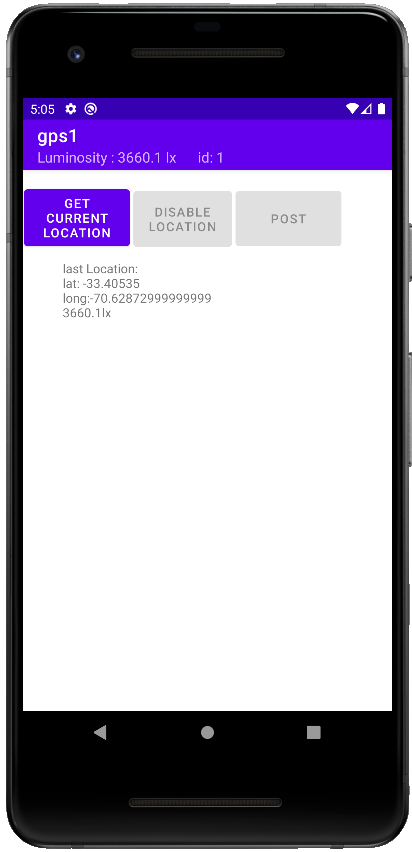 5:05
gps1
Luminosity : 3660.1 lx id: 1
GET
CURRENT
LOCATION
DISABLE
LOCATION
POST
last Location:
lat: -33.40535
long:-70.62872999999999
3660.1lx